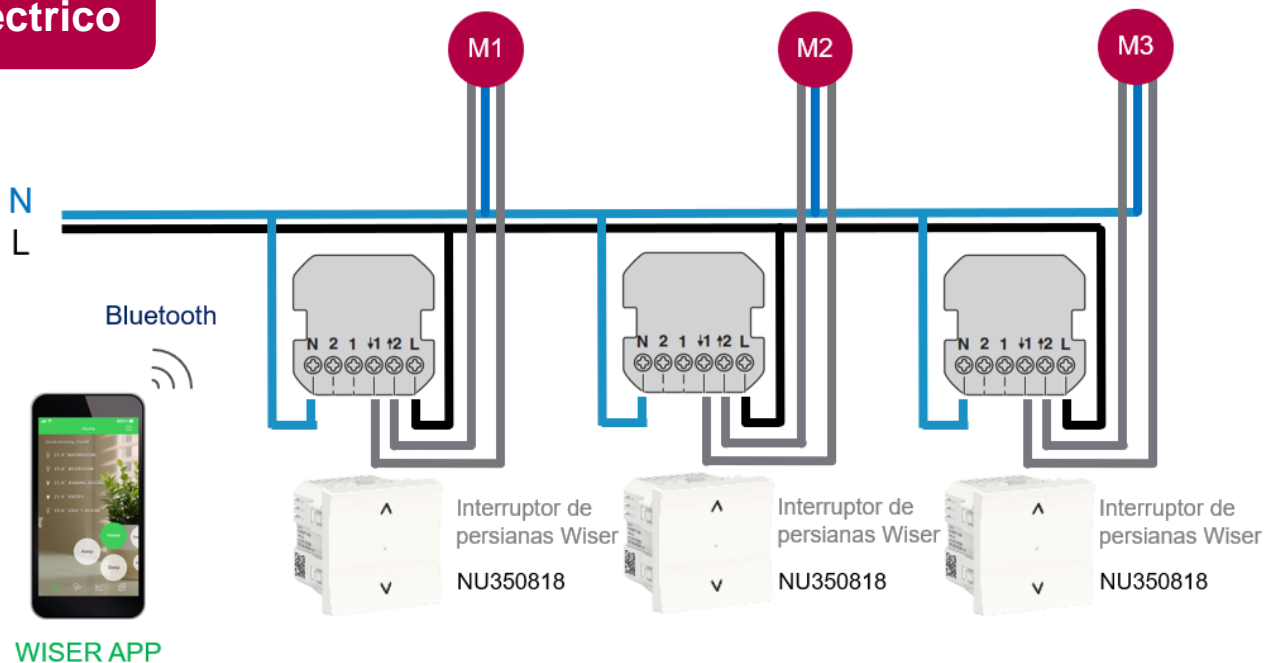 ectrico
M1
M2
M3
N
L
Bluetooth
N 2 1 ↓1 ↑2 L
N 2 1 ↓1 ↑2 L
N 2 1 ↓1 ↑2 L
Home
Interruptor de
persianas Wiser
NU350818
Interruptor de
persianas Wiser
NU350818
Interruptor de
persianas Wiser
NU350818
WISER APP